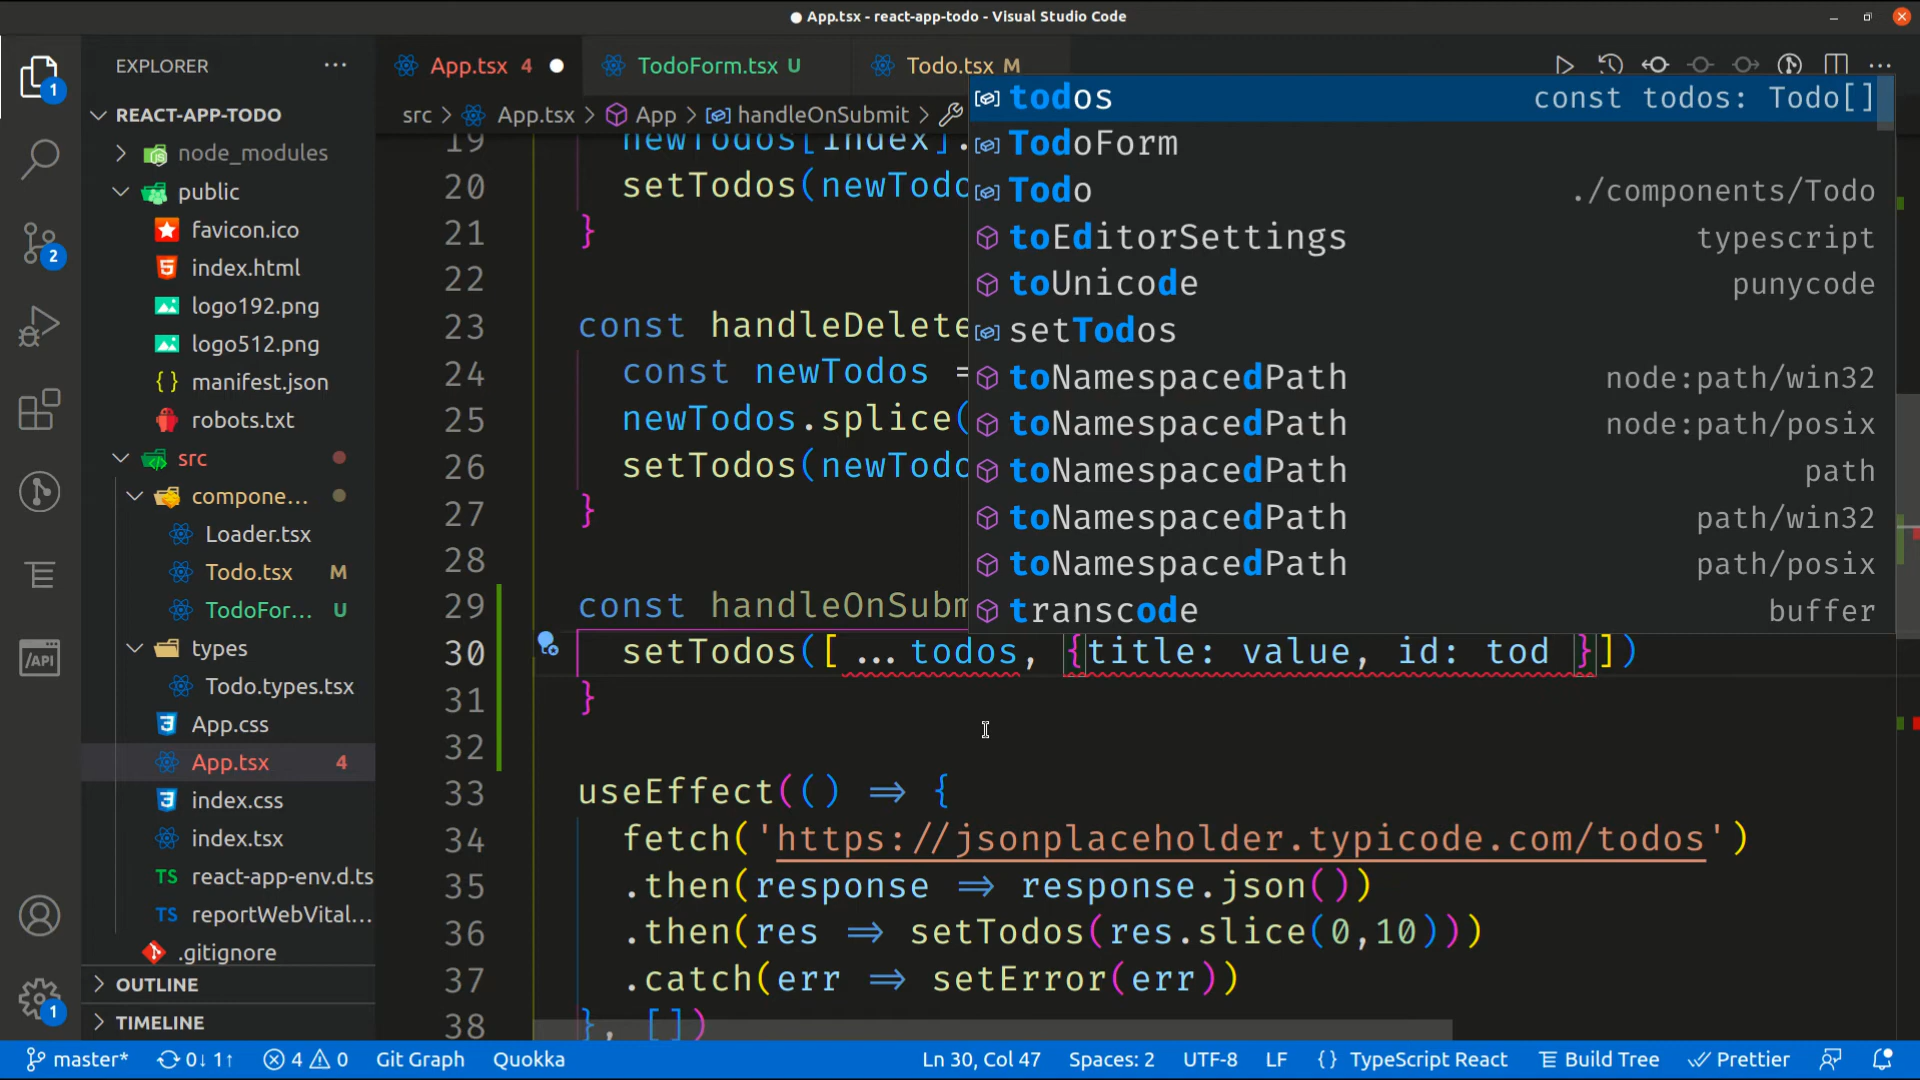 App.tsx - react-app-todo - Visual Studio Code
EXPLORER
App.tsx 4
TodoForm.tsx U
Todo.tsx M
REACT-APP-TODO
src > App.tsx > App > handleOnSubmit >
node_modules
public
favicon.ico
index.html
logo192.png
logo512.png
manifest.json
robots.txt
src
compone...
Loader.tsx
Todo.tsx M
TodoFor... U
types
Todo.types.tsx
App.css
App.tsx 4
index.css
index.tsx
react-app-env.d.ts
reportWebVital...
.gitignore
OUTLINE
TIMELINE
1
2
1
API
todos const todos: Todo[]
TodoForm
Todo ./components/Todo
toEditorSettings typescript
toUnicode punycode
setTodos
toNamespacedPath node:path/win32
toNamespacedPath node:path/posix
toNamespacedPath path
toNamespacedPath path/win32
toNamespacedPath path/posix
transcode buffer
19 newTodos[index].
20 setTodos(newTodo
21 }
22
23 const handleDelete
24 const newTodos =
25 newTodos.splice(
26 setTodos(newTodo
27 }
28
29 const handleOnSubm
30 setTodos([ ...todos, {title: value, id: tod }])
31 }
32
33 useEffect(() => {
34 fetch('https://jsonplaceholder.typicode.com/todos')
35 .then(response => response.json())
36 .then(res => setTodos(res.slice(0,10)))
37 .catch(err => setError(err))
38 }, [])
master* 0↓ 1↑ 4 0 Git Graph Quokka Ln 30, Col 47 Spaces: 2 UTF-8 LF {} TypeScript React Build Tree Prettier